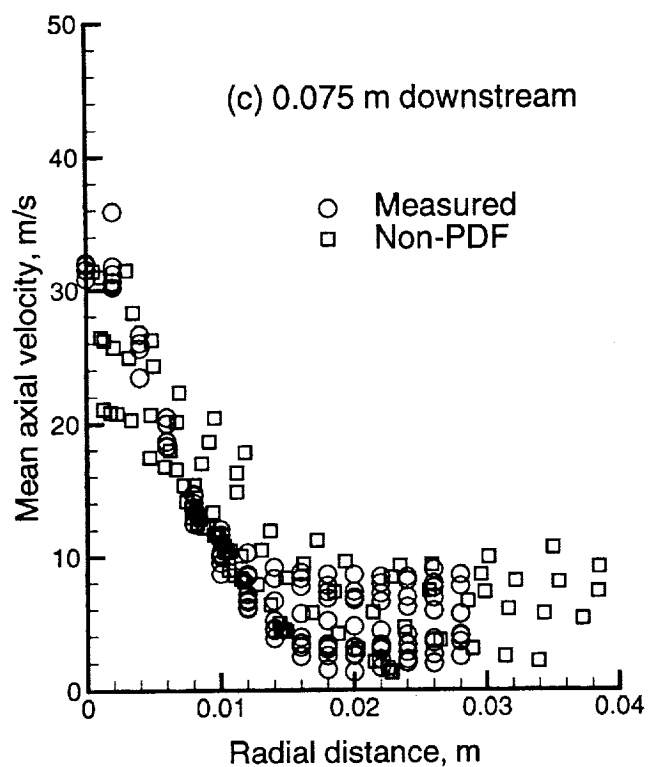 50
(c) 0.075 m downstream
40
Measured
Non-PDF
30
20
10
0
0
0.01
0.02
0.03
0.04
Mean axial velocity, m/s
Radial distance, m